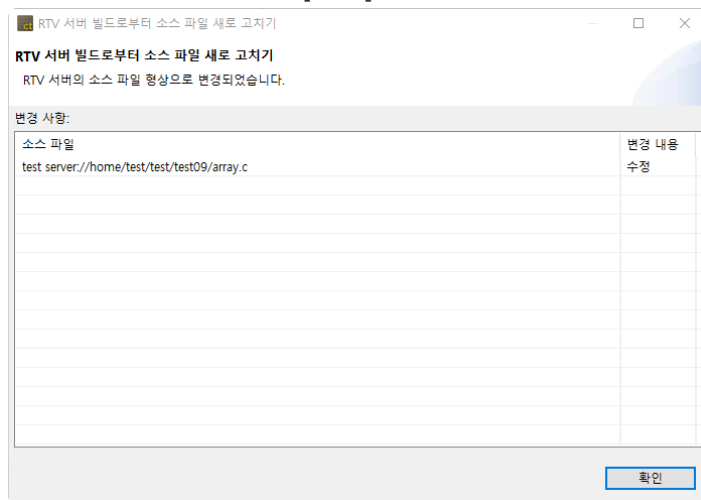 ct RTV 서버 빌드로부터 소스 파일 새로 고치기
RTV 서버 빌드로부터 소스 파일 새로 고치기
RTV 서버의 소스 파일 형상으로 변경되었습니다.
변경 사항:
소스 파일 변경 내용
test server://home/test/test/test09/array.c 수정
확인